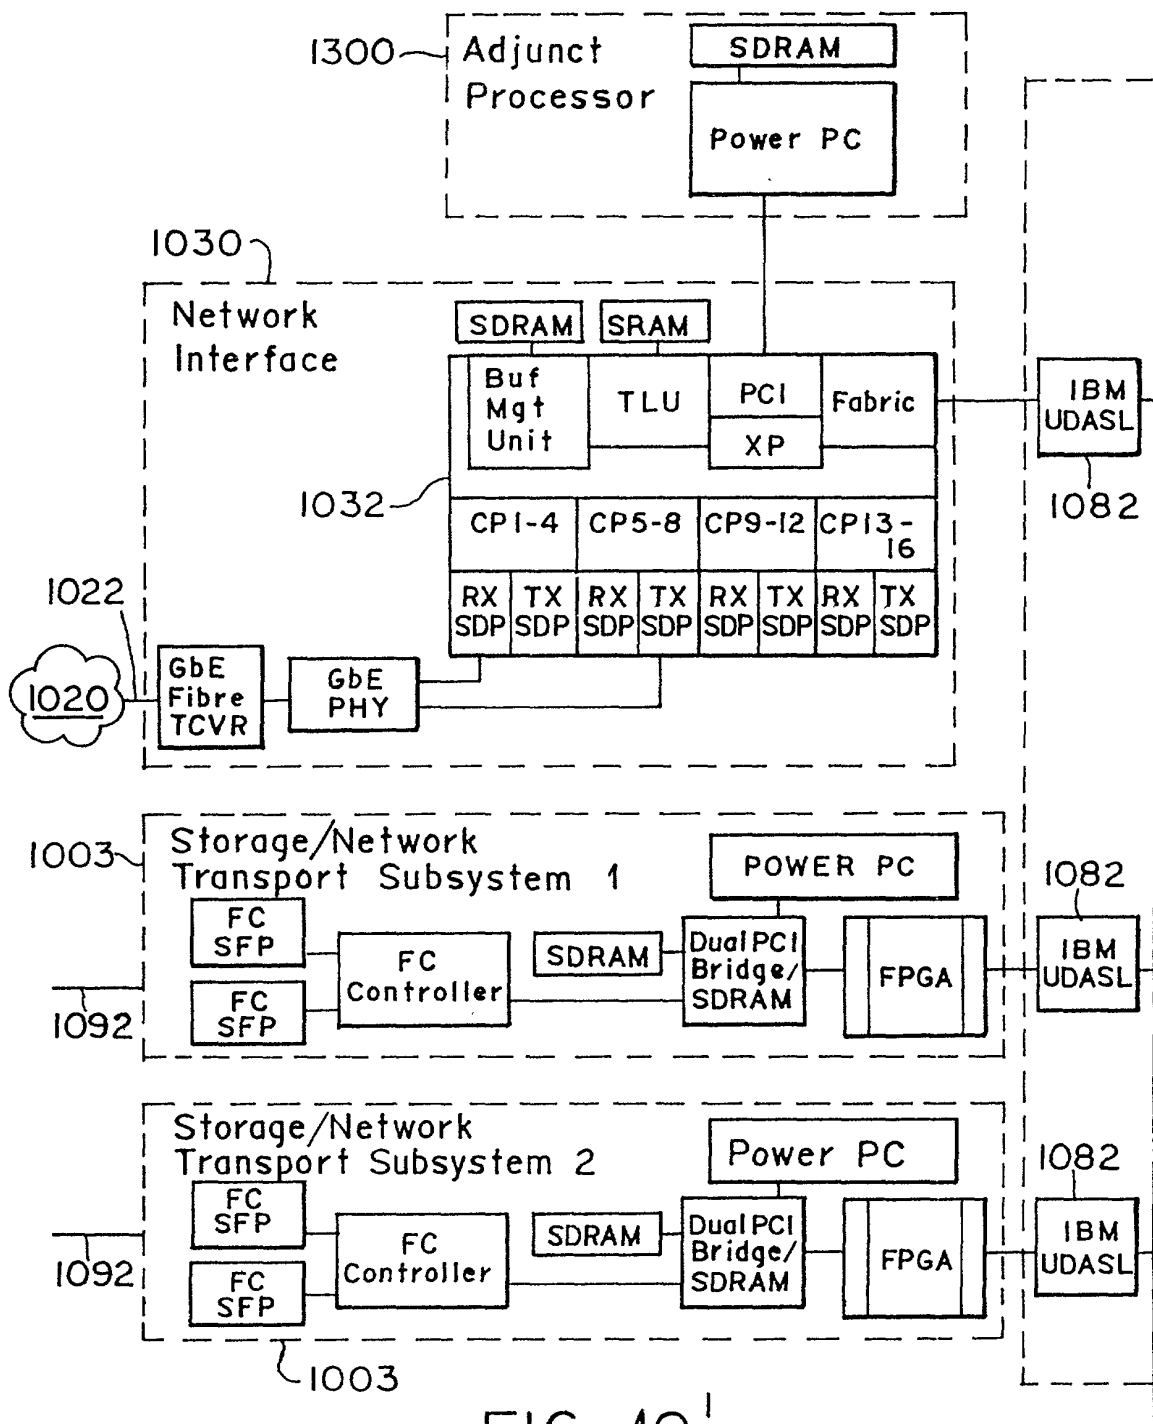 1300
Adjunct
Processor
SDRAM
Power PC
1030
Network
Interface
SDRAM
SRAM
Buf
Mgt
Unit
TLU
PCI
XP
Fabric
IBM
UDASL
1082
1032
CP1-4
CP5-8
CP9-12
CP13-
16
RX
SDP
TX
SDP
RX
SDP
TX
SDP
RX
SDP
TX
SDP
RX
SDP
TX
SDP
1022
1020
GbE
Fibre
TCVR
GbE
PHY
Storage/Network
Transport Subsystem 1
1003
POWER PC
FC
SFP
FC
SFP
FC
Controller
SDRAM
Dual PCI
Bridge/
SDRAM
FPGA
1082
IBM
UDASL
1092
Storage/Network
Transport Subsystem 2
Power PC
FC
SFP
FC
SFP
FC
Controller
SDRAM
Dual PCI
Bridge/
SDRAM
FPGA
1082
IBM
UDASL
1092
1003